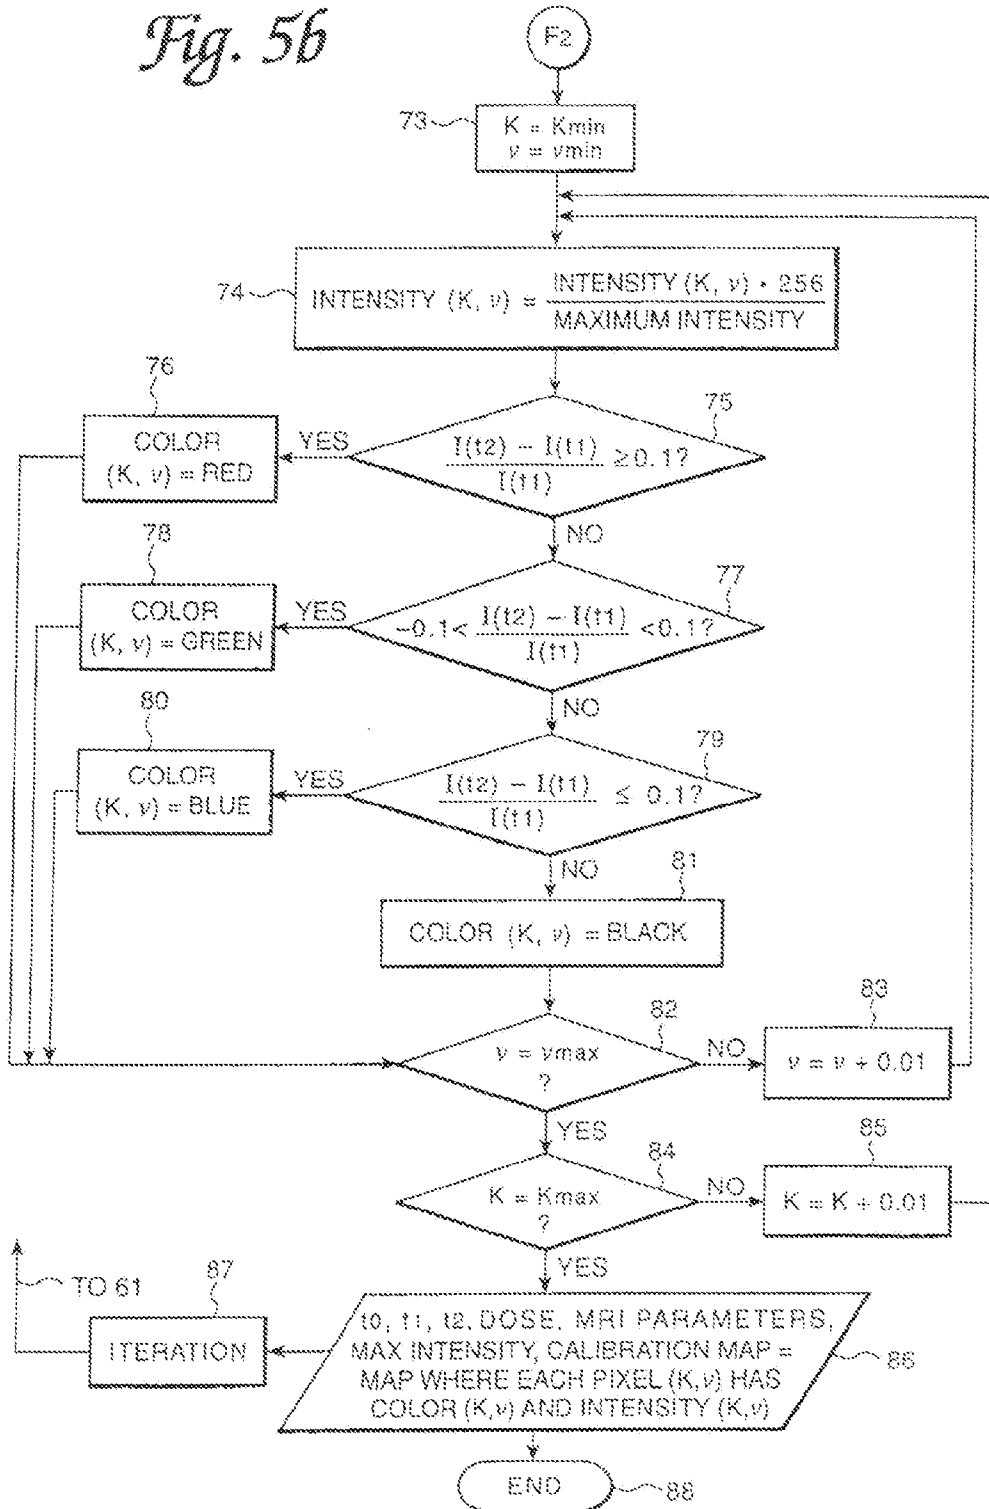 Fig. 5b
F2
73
K = Kmin
ν = νmin
74
INTENSITY (K, ν) = INTENSITY (K, ν) • 256
MAXIMUM INTENSITY
76
COLOR
(K, ν) = RED
YES
75
I(t2) – I(t1)
I(t1)
≥ 0.1?
NO
78
COLOR
(K, ν) = GREEN
YES
77
–0.1< I(t2) – I(t1) <0.1?
I(t1)
NO
80
COLOR
(K, ν) = BLUE
YES
79
I(t2) – I(t1)
I(t1)
≤ 0.1?
NO
81
COLOR (K, ν) = BLACK
82
ν = νmax
?
NO
83
ν = ν + 0.01
YES
84
K = Kmax
?
NO
85
K = K + 0.01
YES
TO 61
87
ITERATION
t0, t1, t2, DOSE, MRI PARAMETERS,
MAX INTENSITY, CALIBRATION MAP =
MAP WHERE EACH PIXEL (K,ν) HAS
COLOR (K,ν) AND INTENSITY (K,ν)
86
END
88